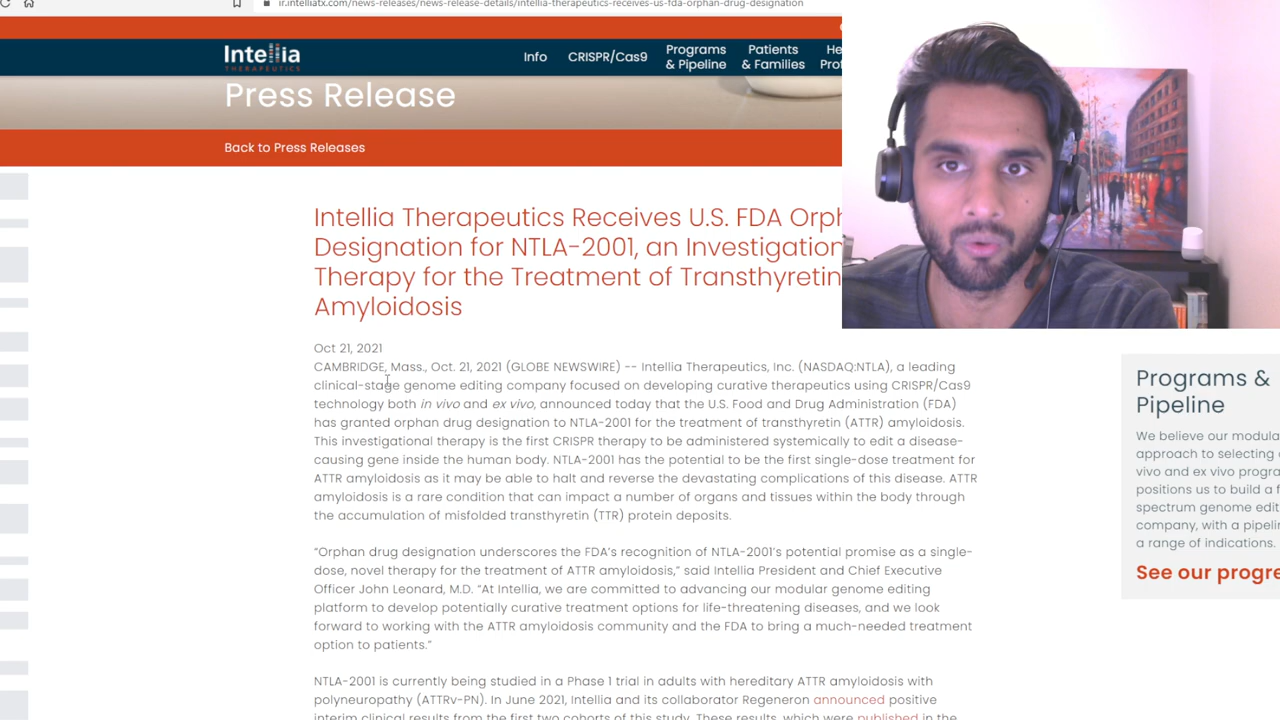 ir.intelliatx.com/news-releases/news-release-details/intellia-therapeutics-receives-us-fda-orphan-drug-designation
Intellia
THERAPEUTICS
Info
CRISPR/Cas9
Programs
& Pipeline
Patients
& Families
He
Prof
Press Release
Back to Press Releases
Intellia Therapeutics Receives U.S. FDA Orph
Designation for NTLA-2001, an Investigation
Therapy for the Treatment of Transthyretin
Amyloidosis
Oct 21, 2021
CAMBRIDGE, Mass., Oct. 21, 2021 (GLOBE NEWSWIRE) -- Intellia Therapeutics, Inc. (NASDAQ:NTLA), a leading
clinical-stage genome editing company focused on developing curative therapeutics using CRISPR/Cas9
technology both in vivo and ex vivo, announced today that the U.S. Food and Drug Administration (FDA)
has granted orphan drug designation to NTLA-2001 for the treatment of transthyretin (ATTR) amyloidosis.
This investigational therapy is the first CRISPR therapy to be administered systemically to edit a disease-
causing gene inside the human body. NTLA-2001 has the potential to be the first single-dose treatment for
ATTR amyloidosis as it may be able to halt and reverse the devastating complications of this disease. ATTR
amyloidosis is a rare condition that can impact a number of organs and tissues within the body through
the accumulation of misfolded transthyretin (TTR) protein deposits.
“Orphan drug designation underscores the FDA’s recognition of NTLA-2001’s potential promise as a single-
dose, novel therapy for the treatment of ATTR amyloidosis,” said Intellia President and Chief Executive
Officer John Leonard, M.D. “At Intellia, we are committed to advancing our modular genome editing
platform to develop potentially curative treatment options for life-threatening diseases, and we look
forward to working with the ATTR amyloidosis community and the FDA to bring a much-needed treatment
option to patients.”
NTLA-2001 is currently being studied in a Phase 1 trial in adults with hereditary ATTR amyloidosis with
polyneuropathy (ATTRv-PN). In June 2021, Intellia and its collaborator Regeneron announced positive
interim clinical results from the first two cohorts of this study. These results, which were published in the
Programs &
Pipeline
We believe our modula
approach to selecting
vivo and ex vivo progra
positions us to build a f
spectrum genome edit
company, with a pipeli
a range of indications.
See our progre